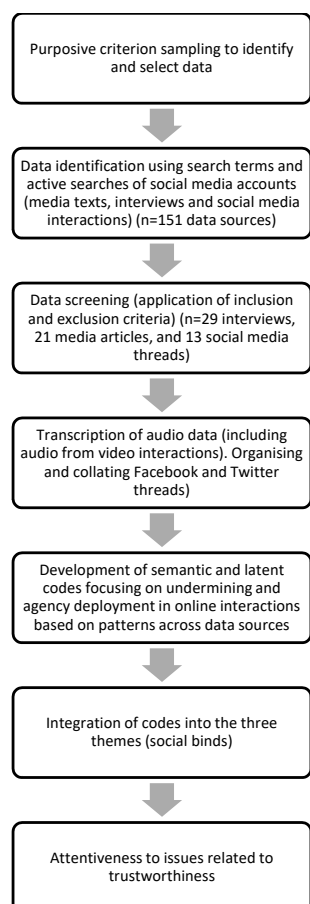 Purposive criterion sampling to identify
and select data
Data identification using search terms and
active searches of social media accounts
(media texts, interviews and social media
interactions) (n=151 data sources)
Data screening (application of inclusion
and exclusion criteria) (n=29 interviews,
21 media articles, and 13 social media
threads)
Transcription of audio data (including
audio from video interactions). Organising
and collating Facebook and Twitter
threads)
Development of semantic and latent
codes focusing on undermining and
agency deployment in online interactions
based on patterns across data sources
Integration of codes into the three
themes (social binds)
Attentiveness to issues related to
trustworthiness